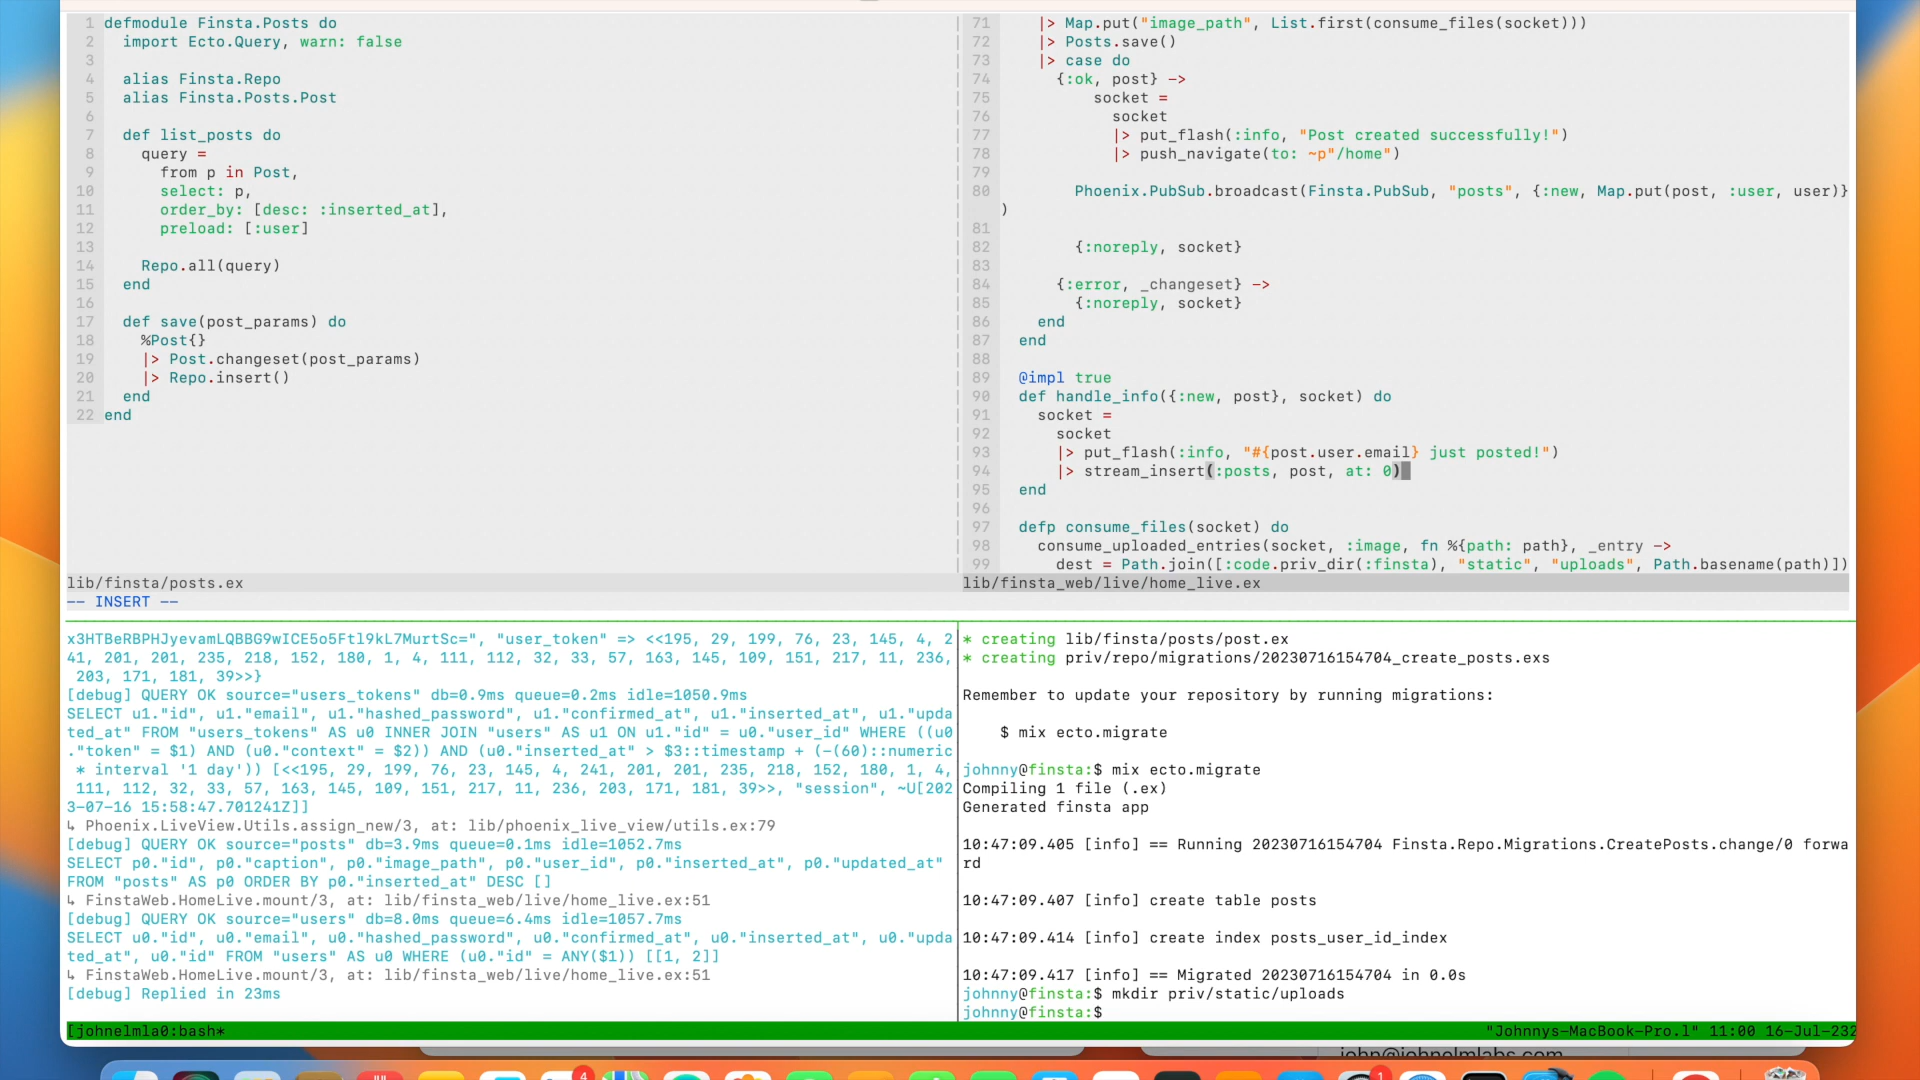 1 defmodule Finsta.Posts do
2   import Ecto.Query, warn: false
3
4   alias Finsta.Repo
5   alias Finsta.Posts.Post
6
7   def list_posts do
8     query =
9       from p in Post,
10       select: p,
11       order_by: [desc: :inserted_at],
12       preload: [:user]
13
14     Repo.all(query)
15   end
16
17   def save(post_params) do
18     %Post{}
19     |> Post.changeset(post_params)
20     |> Repo.insert()
21   end
22 end
lib/finsta/posts.ex
-- INSERT --
71     |> Map.put("image_path", List.first(consume_files(socket)))
72     |> Posts.save()
73     |> case do
74       {:ok, post} ->
75           socket =
76             socket
77             |> put_flash(:info, "Post created successfully!")
78             |> push_navigate(to: ~p"/home")
79
80         Phoenix.PubSub.broadcast(Finsta.PubSub, "posts", {:new, Map.put(post, :user, user)}
)
81
82         {:noreply, socket}
83
84       {:error, _changeset} ->
85         {:noreply, socket}
86     end
87   end
88
89   @impl true
90   def handle_info({:new, post}, socket) do
91     socket =
92       socket
93       |> put_flash(:info, "#{post.user.email} just posted!")
94       |> stream_insert(:posts, post, at: 0)
95   end
96
97   defp consume_files(socket) do
98     consume_uploaded_entries(socket, :image, fn %{path: path}, _entry ->
99       dest = Path.join([:code.priv_dir(:finsta), "static", "uploads", Path.basename(path)])
lib/finsta_web/live/home_live.ex
x3HTBeRBPHJyevamLQBBG9wICE5o5Ftl9kL7MurtSc=", "user_token" => <<195, 29, 199, 76, 23, 145, 4, 2
41, 201, 201, 235, 218, 152, 180, 1, 4, 111, 112, 32, 33, 57, 163, 145, 109, 151, 217, 11, 236,
203, 171, 181, 39>>}
[debug] QUERY OK source="users_tokens" db=0.9ms queue=0.2ms idle=1050.9ms
SELECT u1."id", u1."email", u1."hashed_password", u1."confirmed_at", u1."inserted_at", u1."upda
ted_at" FROM "users_tokens" AS u0 INNER JOIN "users" AS u1 ON u1."id" = u0."user_id" WHERE ((u0
."token" = $1) AND (u0."context" = $2)) AND (u0."inserted_at" > $3::timestamp + (-(60)::numeric
* interval '1 day')) [<<195, 29, 199, 76, 23, 145, 4, 241, 201, 201, 235, 218, 152, 180, 1, 4,
111, 112, 32, 33, 57, 163, 145, 109, 151, 217, 11, 236, 203, 171, 181, 39>>, "session", ~U[202
3-07-16 15:58:47.701241Z]]
↳ Phoenix.LiveView.Utils.assign_new/3, at: lib/phoenix_live_view/utils.ex:79
[debug] QUERY OK source="posts" db=3.9ms queue=0.1ms idle=1052.7ms
SELECT p0."id", p0."caption", p0."image_path", p0."user_id", p0."inserted_at", p0."updated_at"
FROM "posts" AS p0 ORDER BY p0."inserted_at" DESC []
↳ FinstaWeb.HomeLive.mount/3, at: lib/finsta_web/live/home_live.ex:51
[debug] QUERY OK source="users" db=8.0ms queue=6.4ms idle=1057.7ms
SELECT u0."id", u0."email", u0."hashed_password", u0."confirmed_at", u0."inserted_at", u0."upda
ted_at", u0."id" FROM "users" AS u0 WHERE (u0."id" = ANY($1)) [[1, 2]]
↳ FinstaWeb.HomeLive.mount/3, at: lib/finsta_web/live/home_live.ex:51
[debug] Replied in 23ms
* creating lib/finsta/posts/post.ex
* creating priv/repo/migrations/20230716154704_create_posts.exs
Remember to update your repository by running migrations:
$ mix ecto.migrate
johnny@finsta:$ mix ecto.migrate
Compiling 1 file (.ex)
Generated finsta app
10:47:09.405 [info] == Running 20230716154704 Finsta.Repo.Migrations.CreatePosts.change/0 forwa
rd
10:47:09.407 [info] create table posts
10:47:09.414 [info] create index posts_user_id_index
10:47:09.417 [info] == Migrated 20230716154704 in 0.0s
johnny@finsta:$ mkdir priv/static/uploads
johnny@finsta:$
[johnelmla0:bash*
"Johnnys-MacBook-Pro.l" 11:00 16-Jul-232
john@johnelmlabs.com
4
1